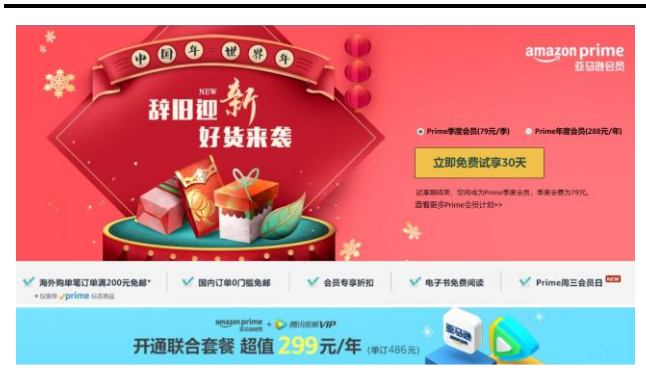 中国年·世界年
NEW
辞旧迎新
好货来袭
amazon prime
亚马逊会员
Prime季度会员(79元/季)
Prime年度会员(288元/年)
立即免费试享30天
试享期结束，您将成为Prime季度会员，季度会费为79元。
查看更多Prime会员计划>>
海外购单笔订单满200元免邮*
国内订单0门槛免邮
会员专享折扣
电子书免费阅读
Prime周三会员日 NEW
*仅限带 prime 标志商品
amazon prime + 腾讯视频VIP
亚马逊会员
开通联合套餐 超值299元/年 (单订486元)
亚马逊